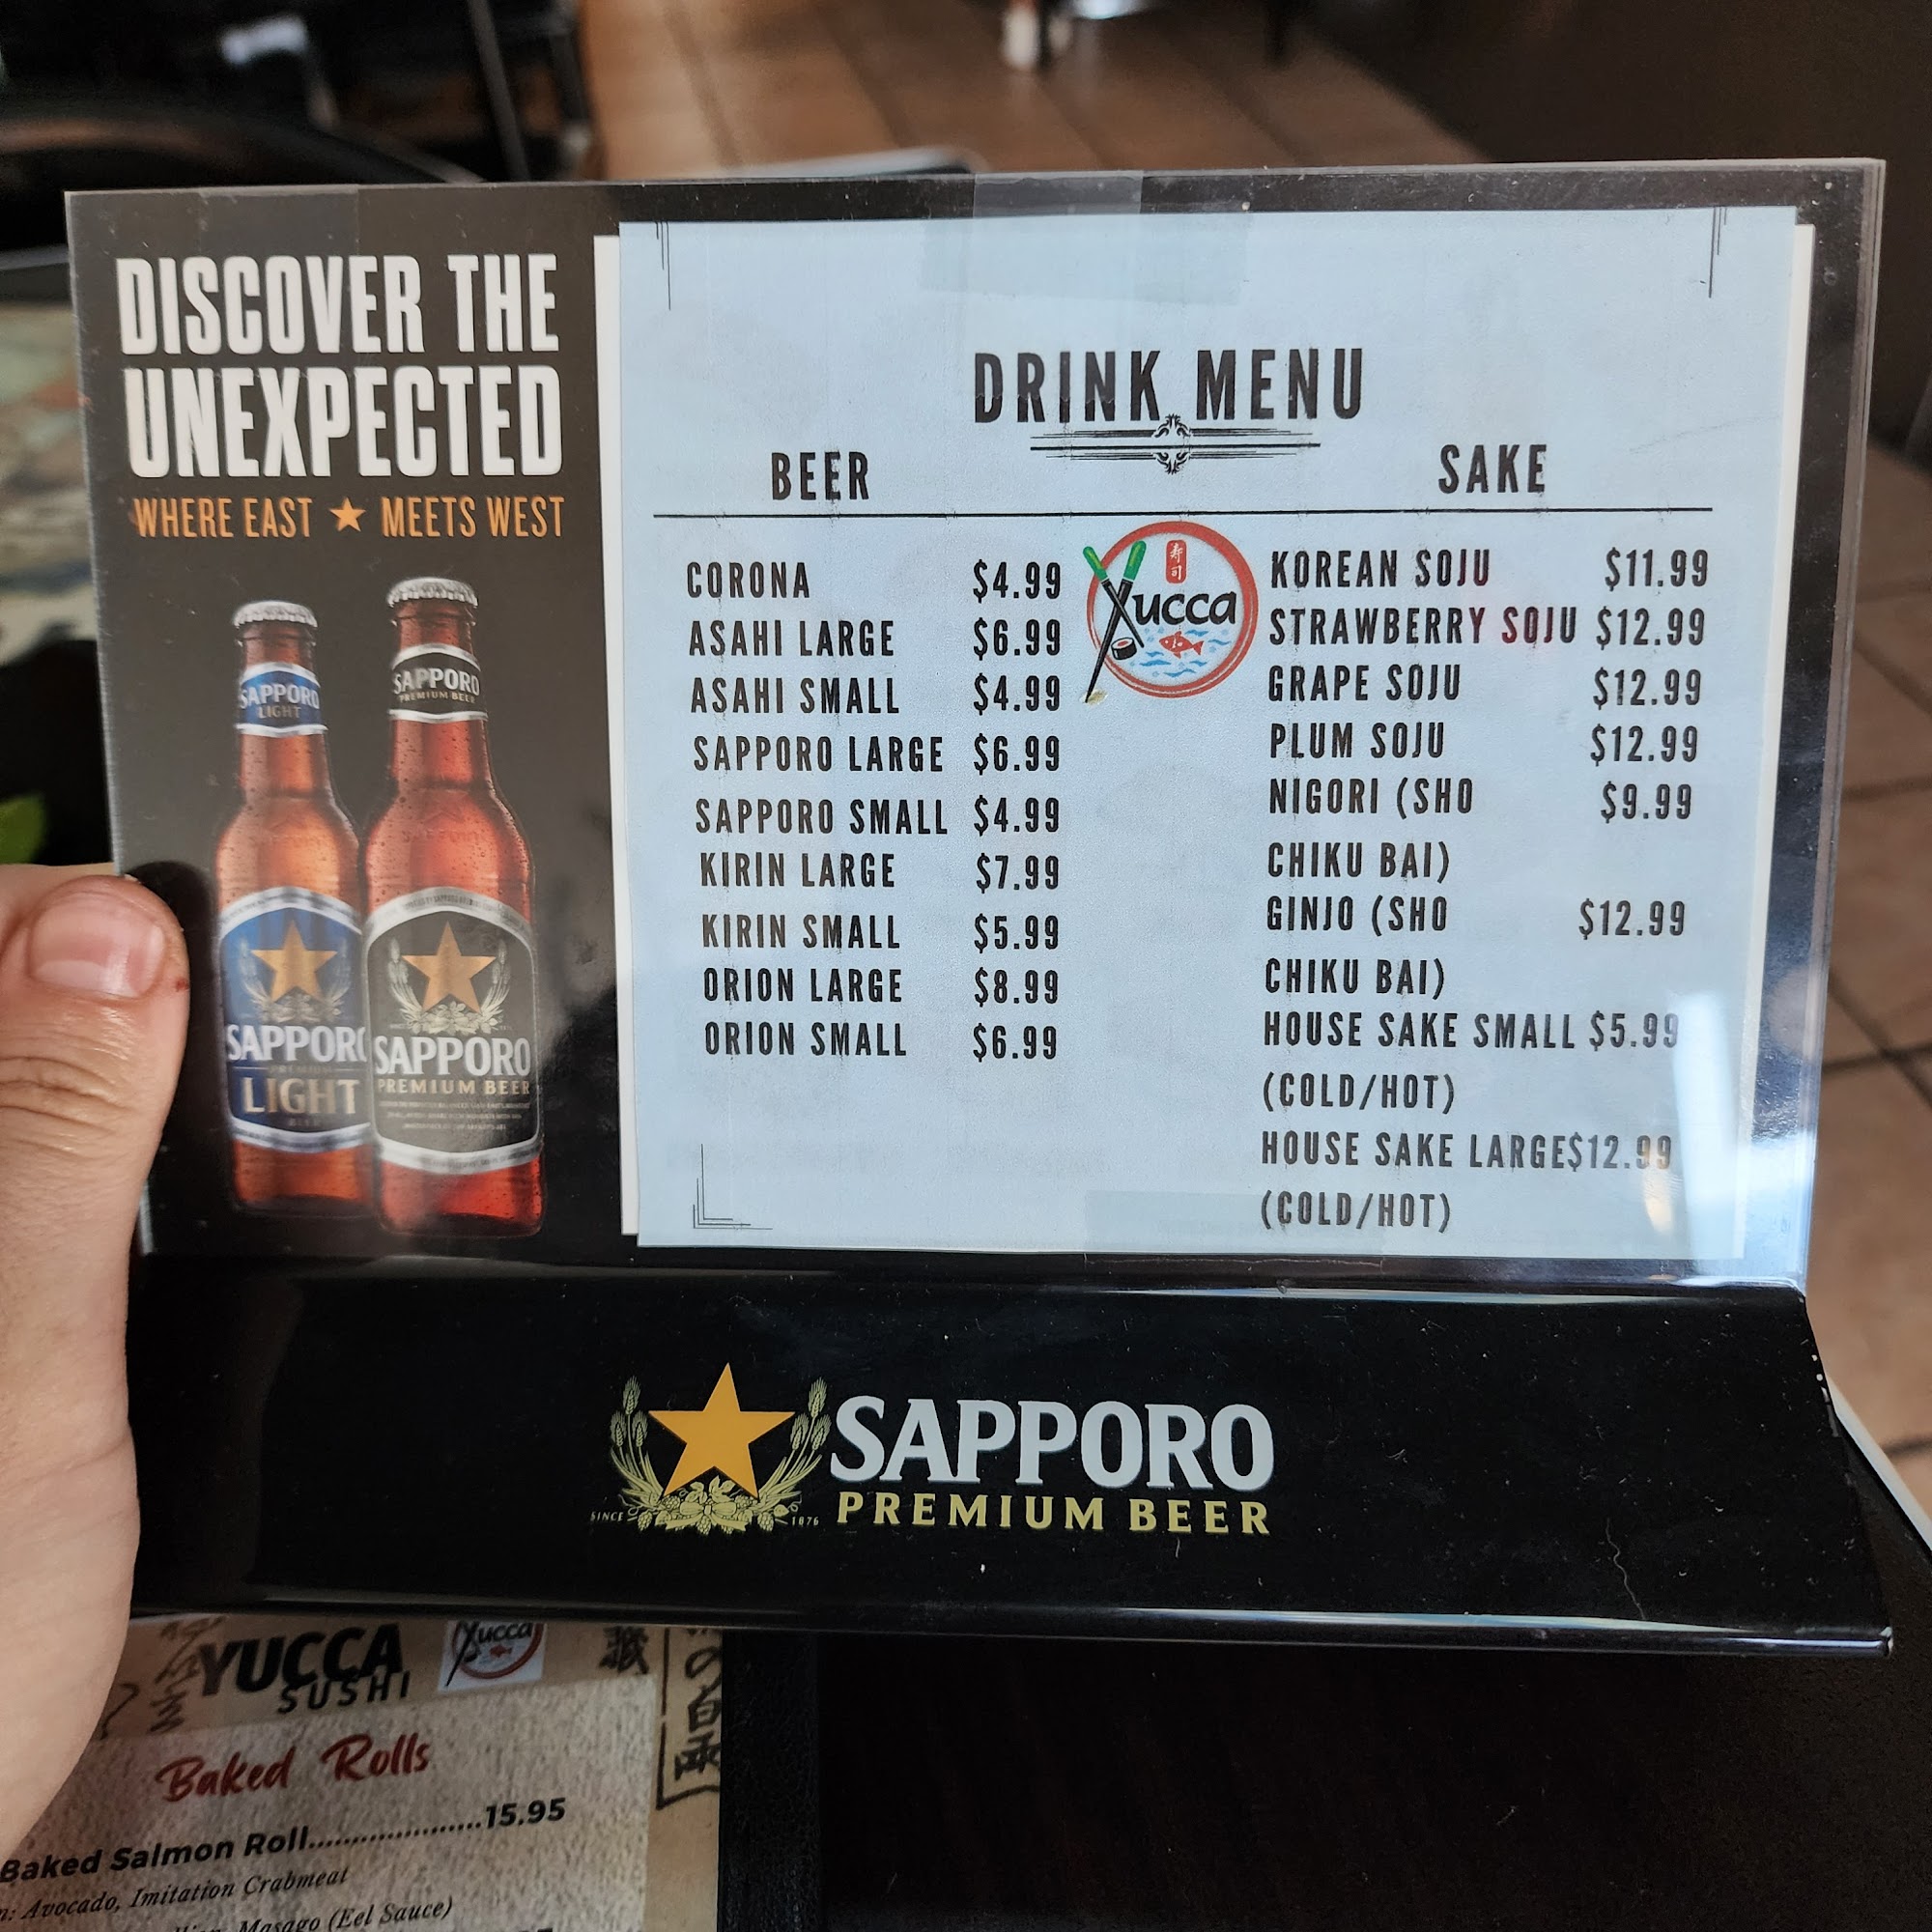 DISCOVER THE
UNEXPECTED
WHERE EAST ★ MEETS WEST
SAPPORO
LIGHT
SAPPORO
PREMIUM BEER
SAPPORO
LIGHT
SAPPORO
PREMIUM BEER
DRINK MENU
BEER
CORONA $4.99
ASAHI LARGE $6.99
ASAHI SMALL $4.99
SAPPORO LARGE $6.99
SAPPORO SMALL $4.99
KIRIN LARGE $7.99
KIRIN SMALL $5.99
ORION LARGE $8.99
ORION SMALL $6.99
寿司
Yucca
SAKE
KOREAN SOJU $11.99
STRAWBERRY SOJU $12.99
GRAPE SOJU $12.99
PLUM SOJU $12.99
NIGORI (SHO $9.99
CHIKU BAI)
GINJO (SHO $12.99
CHIKU BAI)
HOUSE SAKE SMALL $5.99
(COLD/HOT)
HOUSE SAKE LARGE $12.99
(COLD/HOT)
SINCE 1876
SAPPORO
PREMIUM BEER
YUCCA
SUSHI
Yucca
Baked Rolls
Baked Salmon Roll....................15.95
Avocado, Imitation Crabmeat
Masago (Eel Sauce)